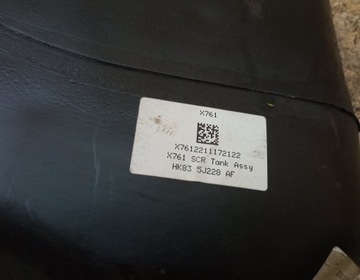 X761
X7612211172122
X761 SCR Tank Assy
HK83 5J228 AF